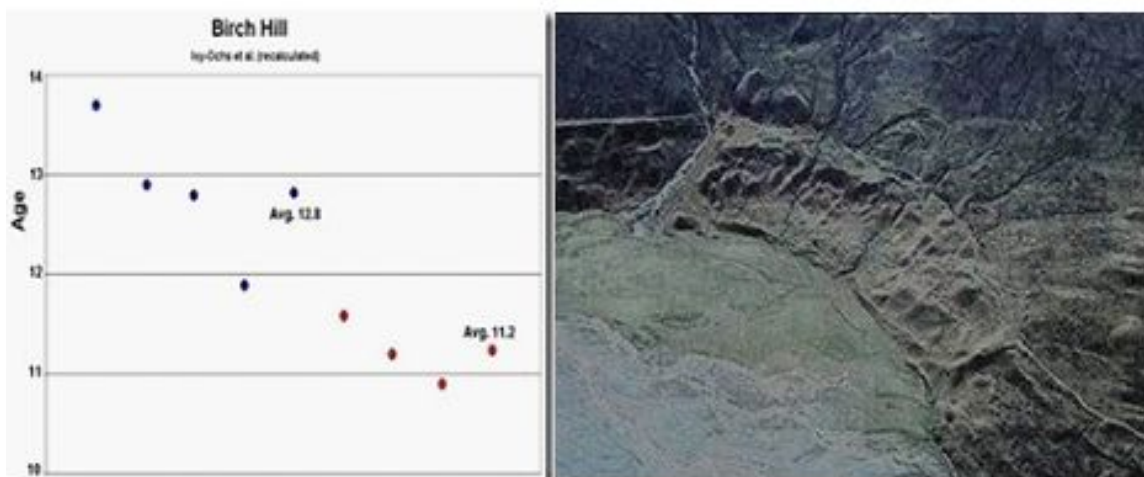 Birch Hill
Ivy-Ochs et al. (recalculated)
14
13
Age
Avg. 12.8
12
Avg. 11.2
11
10